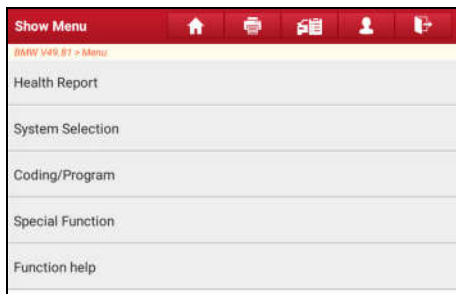 Show Menu
BMW V49.81 > Menu
Health Report
System Selection
Coding/Program
Special Function
Function help